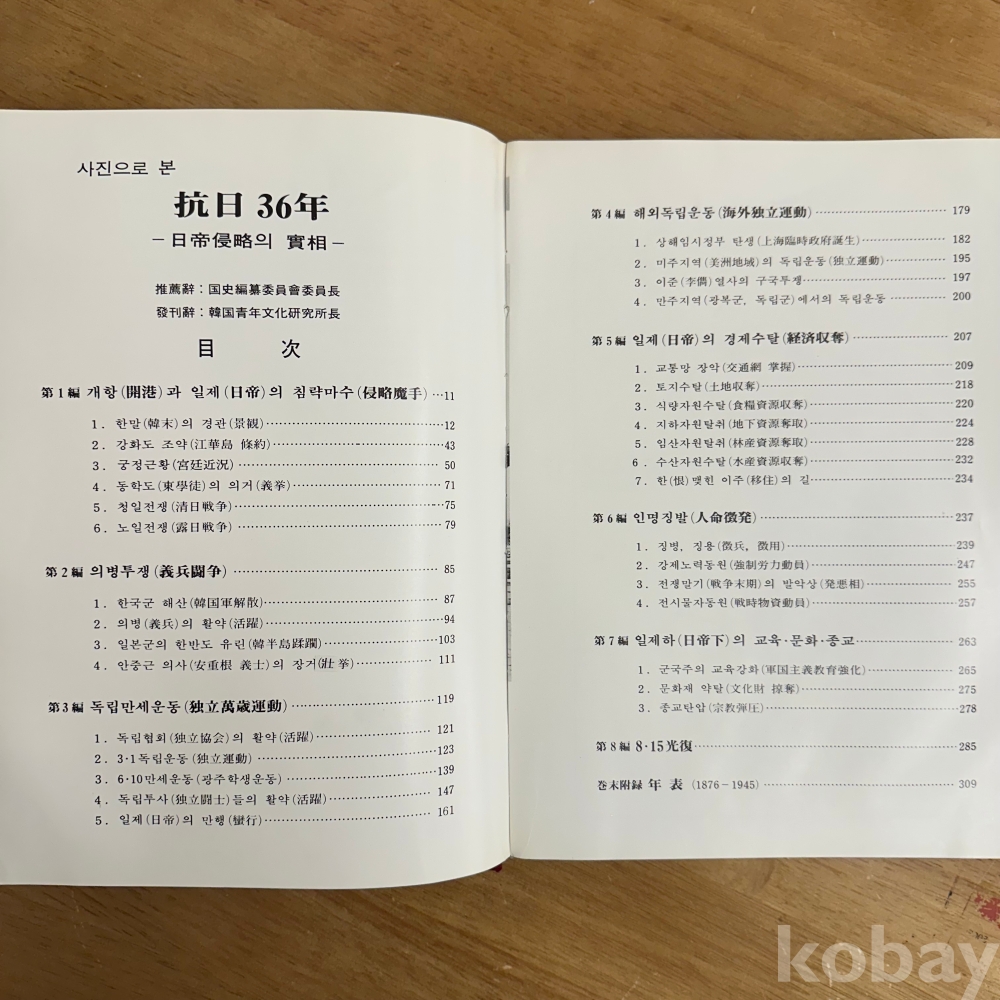 사진으로 본
抗日 36年
－日帝侵略의 實相－
推薦辭 : 国史編纂委員會委員長
發刊辭 : 韓国青年文化硏究所長
目 次
第1編 개항(開港)과 일제(日帝)의 침략마수(侵略魔手) …11
1. 한말(韓末)의 경관(景観)……12
2. 강화도 조약(江華島 條約)……43
3. 궁정근황(宮廷近況)……50
4. 동학도(東學徒)의 의거(義挙)……71
5. 청일전쟁(清日戦争)……75
6. 노일전쟁(露日戦争)……79
第2編 의병투쟁(義兵闘争)……85
1. 한국군 해산(韓国軍解散)……87
2. 의병(義兵)의 활약(活躍)……94
3. 일본군의 한반도 유린(韓半島蹂躙)……103
4. 안중근 의사(安重根 義士)의 장거(壯 挙)……111
第3編 독립만세운동(独立萬歳運動)……119
1. 독립협회(独立協会)의 활약(活躍)……121
2. 3·1독립운동(独立運動)……123
3. 6·10만세운동(광주학생운동)……139
4. 독립투사(独立闘士)들의 활약(活躍)……147
5. 일제(日帝)의 만행(蠻行)……161
第4編 해외독립운동(海外独立運動)……179
1. 상해임시정부 탄생(上海臨時政府誕生)……182
2. 미주지역(美洲地域)의 독립운동(独立運動)……195
3. 이준(李儁)열사의 구국투쟁……197
4. 만주지역(광복군, 독립군)에서의 독립운동……200
第5編 일제(日帝)의 경제수탈(経済収奪)……207
1. 교통망 장악(交通網 掌握)……209
2. 토지수탈(土地収奪)……218
3. 식량자원수탈(食糧資源収奪)……220
4. 지하자원탈취(地下資源奪取)……224
5. 임산자원탈취(林産資源奪取)……228
6. 수산자원수탈(水産資源収奪)……232
7. 한(恨)맺힌 이주(移住)의 길……234
第6編 인명징발(人命徵発)……237
1. 징병, 징용(徵兵, 徵用)……239
2. 강제노력동원(強制労力動員)……247
3. 전쟁말기(戦争末期)의 발악상(発悪相)……255
4. 전시물자동원(戦時物資動員)……257
第7編 일제하(日帝下)의 교육·문화·종교……263
1. 군국주의 교육강화(軍国主義教育強化)……265
2. 문화재 약탈(文化財 掠奪)……275
3. 종교탄압(宗教弾圧)……278
第8編 8·15光復……285
巻末附録 年 表 (1876－1945)……309
kobay